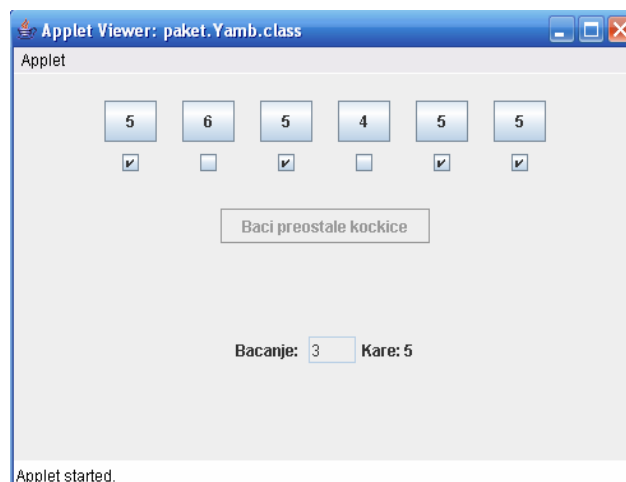 Applet Viewer: paket.Yamb.class
Applet
5 6 5 4 5 5
Baci preostale kockice
Bacanje: 3 Kare: 5
Applet started.